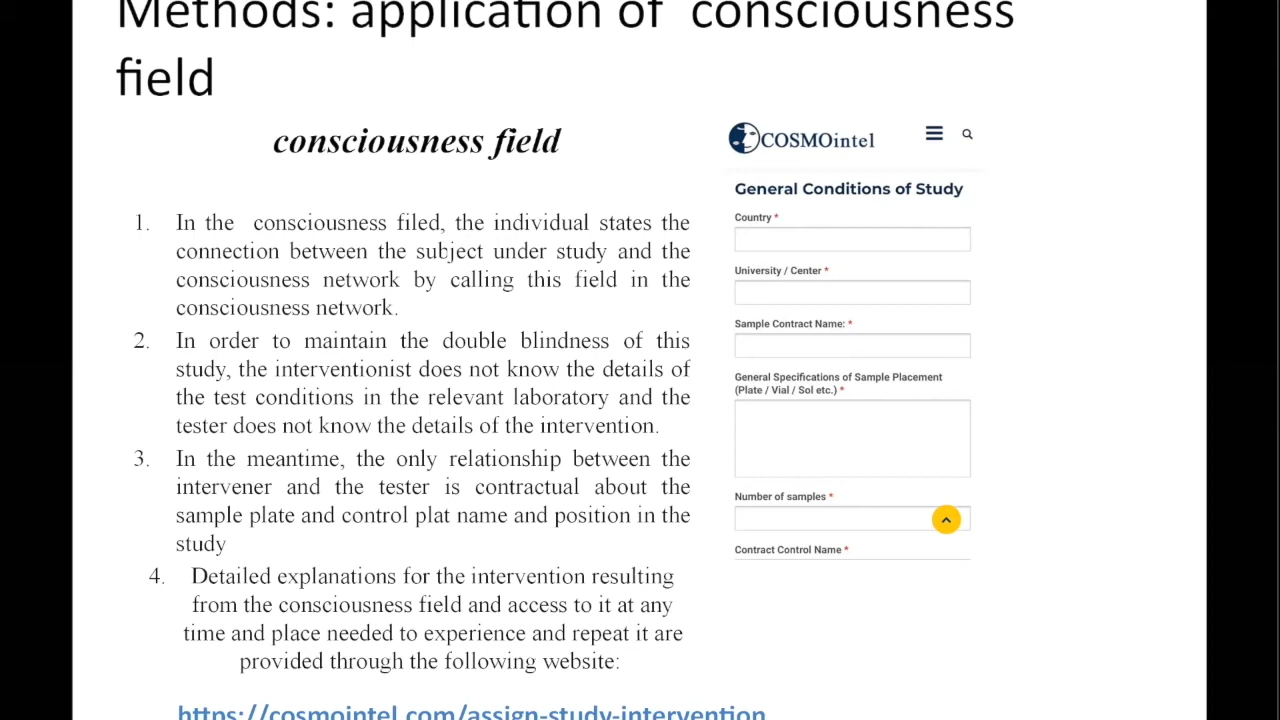 Methods: application of consciousness
field
consciousness field
1. In the consciousness filed, the individual states the
connection between the subject under study and the
consciousness network by calling this field in the
consciousness network.
2. In order to maintain the double blindness of this
study, the interventionist does not know the details of
the test conditions in the relevant laboratory and the
tester does not know the details of the intervention.
3. In the meantime, the only relationship between the
intervener and the tester is contractual about the
sample plate and control plat name and position in the
study
4. Detailed explanations for the intervention resulting
from the consciousness field and access to it at any
time and place needed to experience and repeat it are
provided through the following website:
https://cosmointel.com/assign-study-intervention
COSMOintel
General Conditions of Study
Country *
University / Center *
Sample Contract Name: *
General Specifications of Sample Placement
(Plate / Vial / Sol etc.) *
Number of samples *
Contract Control Name *